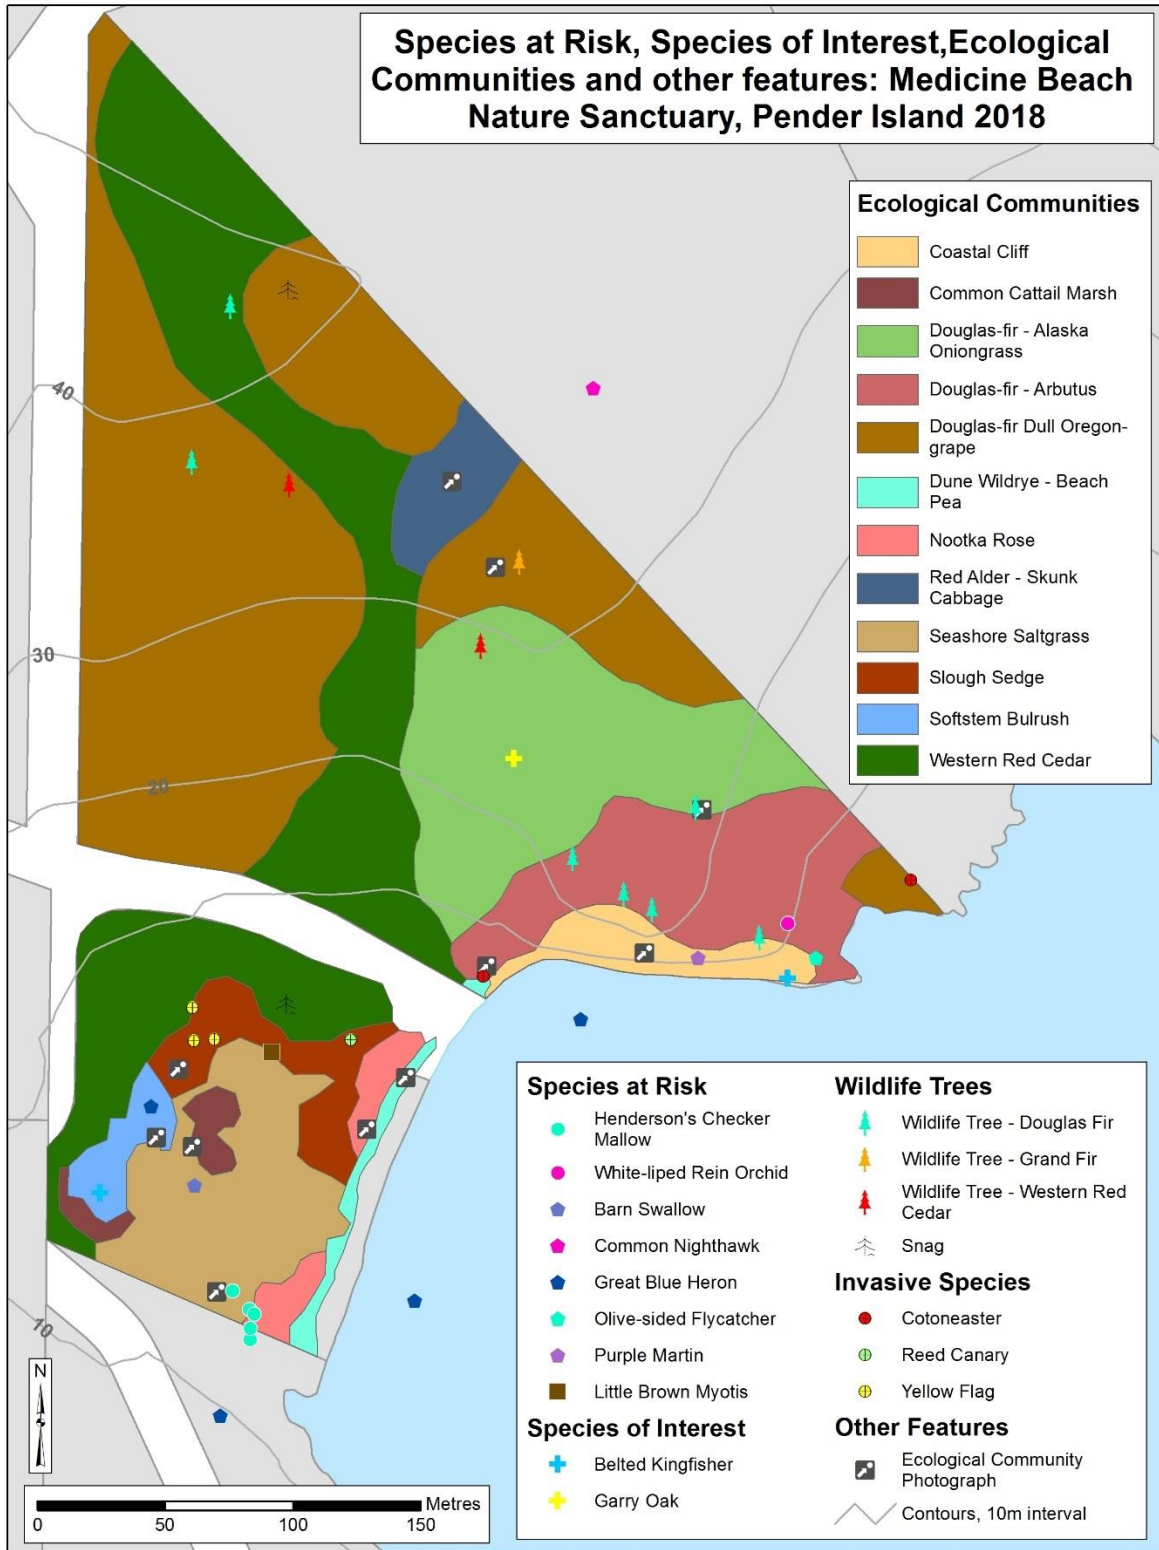 Species at Risk, Species of Interest,Ecological
Communities and other features: Medicine Beach
Nature Sanctuary, Pender Island 2018
Ecological Communities
Coastal Cliff
Common Cattail Marsh
Douglas-fir - Alaska
Oniongrass
Douglas-fir - Arbutus
Douglas-fir Dull Oregon-
grape
Dune Wildrye - Beach
Pea
Nootka Rose
Red Alder - Skunk
Cabbage
Seashore Saltgrass
Slough Sedge
Softstem Bulrush
Western Red Cedar
40
30
20
10
Species at Risk
Henderson's Checker
Mallow
White-liped Rein Orchid
Barn Swallow
Common Nighthawk
Great Blue Heron
Olive-sided Flycatcher
Purple Martin
Little Brown Myotis
Species of Interest
Belted Kingfisher
Garry Oak
Wildlife Trees
Wildlife Tree - Douglas Fir
Wildlife Tree - Grand Fir
Wildlife Tree - Western Red
Cedar
Snag
Invasive Species
Cotoneaster
Reed Canary
Yellow Flag
Other Features
Ecological Community
Photograph
Contours, 10m interval
N
Metres
0 50 100 150